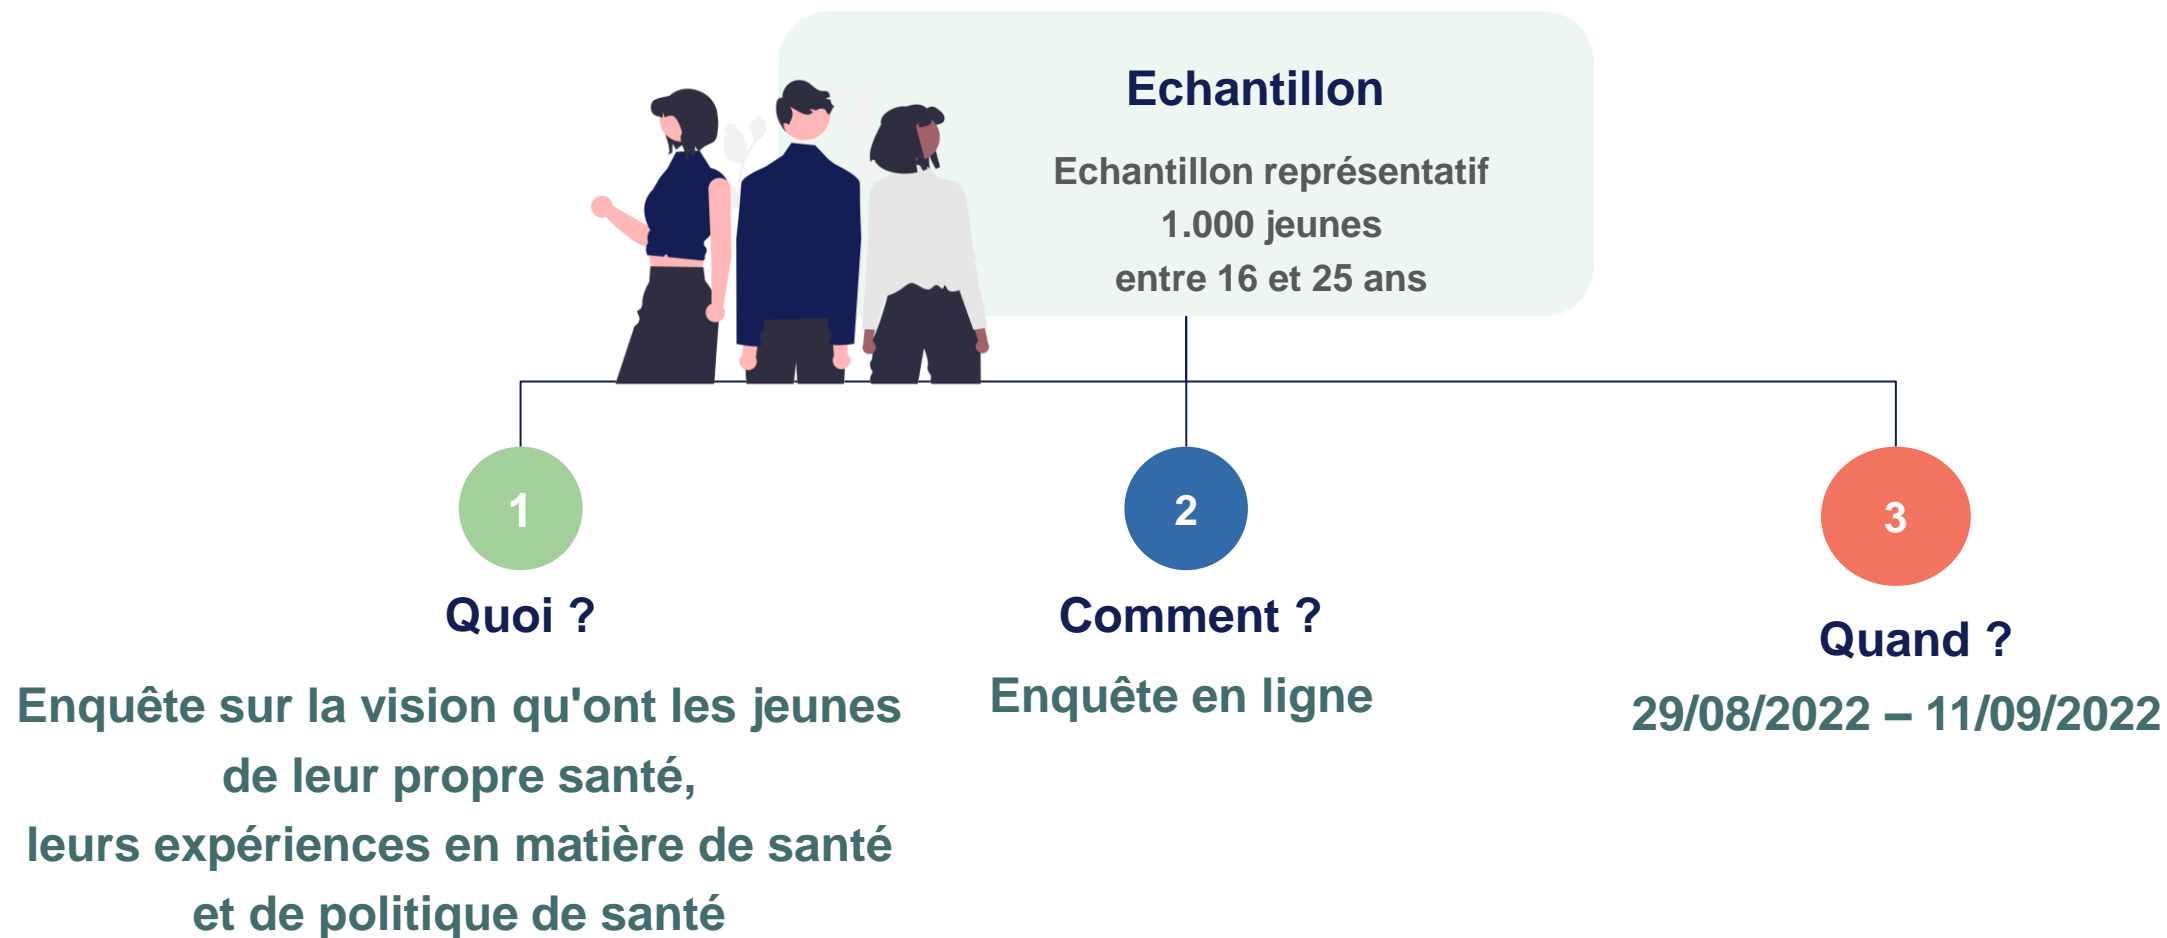 Echantillon
Echantillon représentatif
1.000 jeunes
entre 16 et 25 ans
1
Quoi ?
Enquête sur la vision qu'ont les jeunes
de leur propre santé,
leurs expériences en matière de santé
et de politique de santé
2
Comment ?
Enquête en ligne
3
Quand ?
29/08/2022 – 11/09/2022